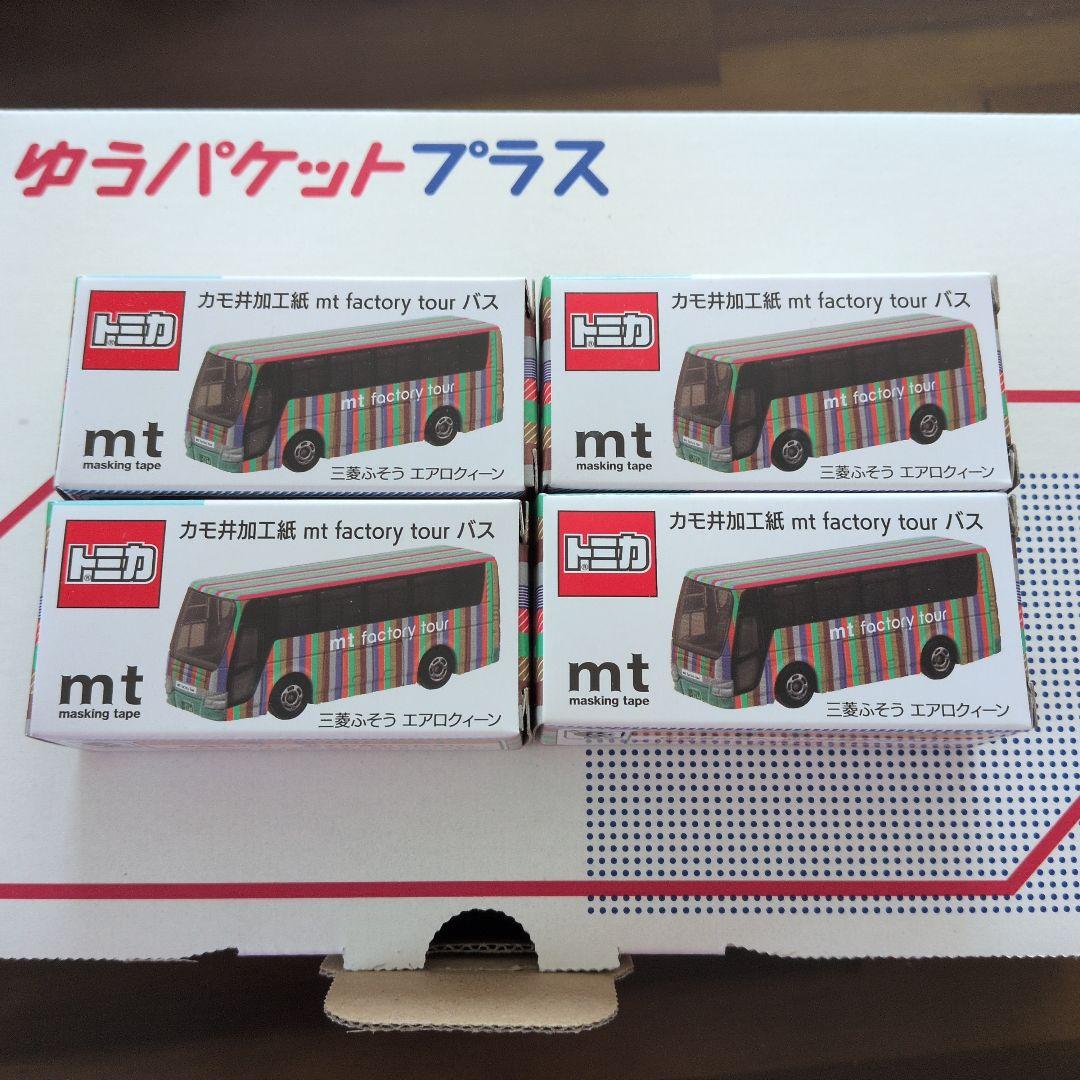 ゆうパケットプラス
カモ井加工紙 mt factory tour バス
トミカ
®
mt factory tour
mt
masking tape
三菱ふそう エアロクィーン
カモ井加工紙 mt factory tour バス
トミカ
®
mt factory tour
mt
masking tape
三菱ふそう エアロクィーン
カモ井加工紙 mt factory tour バス
トミカ
®
mt factory tour
mt
masking tape
三菱ふそう エアロクィーン
カモ井加工紙 mt factory tour バス
トミカ
®
mt factory tour
mt
masking tape
三菱ふそう エアロクィーン